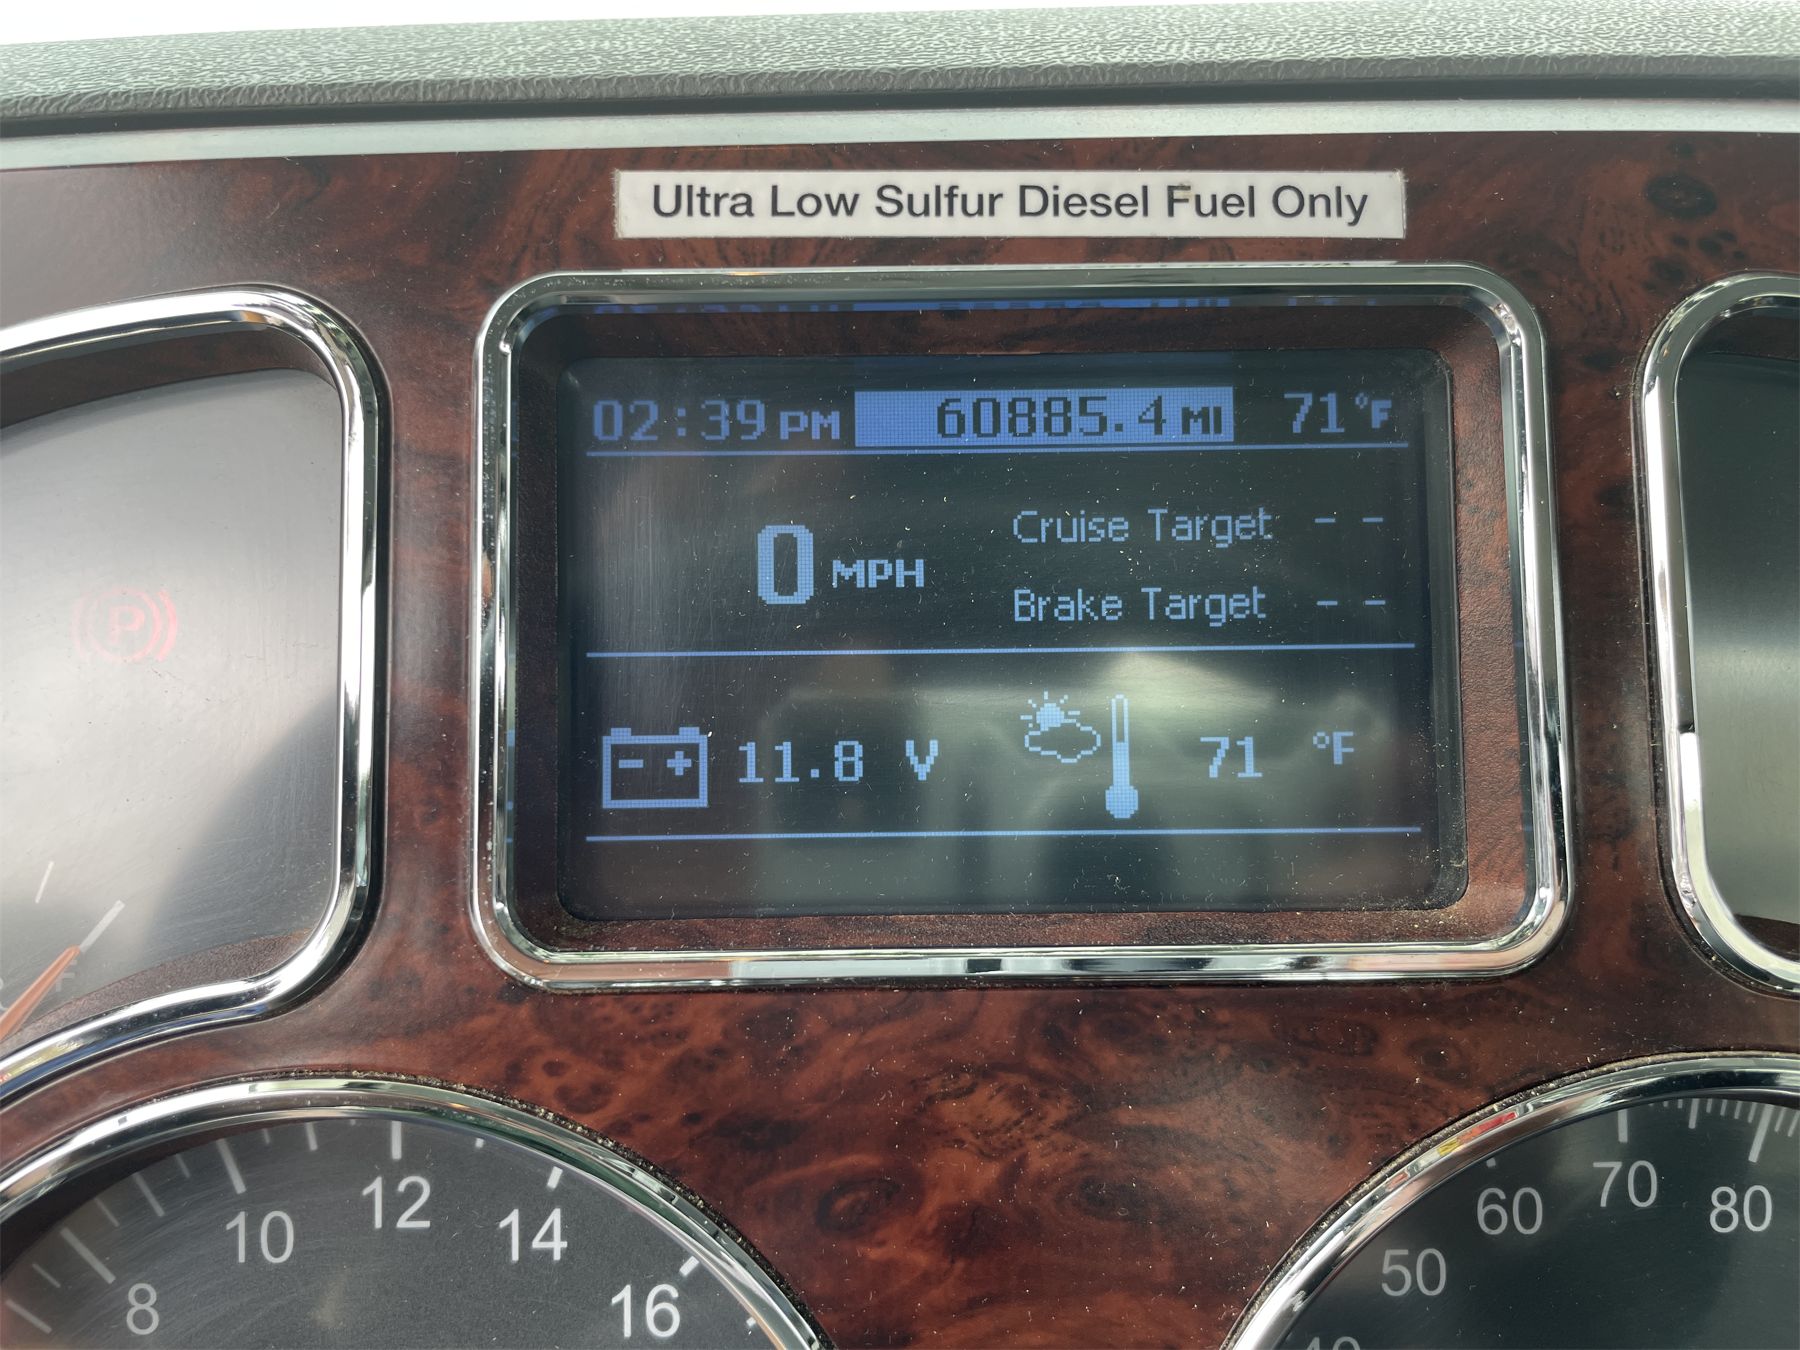 Ultra Low Sulfur Diesel Fuel Only
02:39 PM 60885.4 MI 71°F
0 MPH
Cruise Target - -
Brake Target - -
P
- + 11.8 V 71 °F
F
8 10 12 14 16
40 50 60 70 80